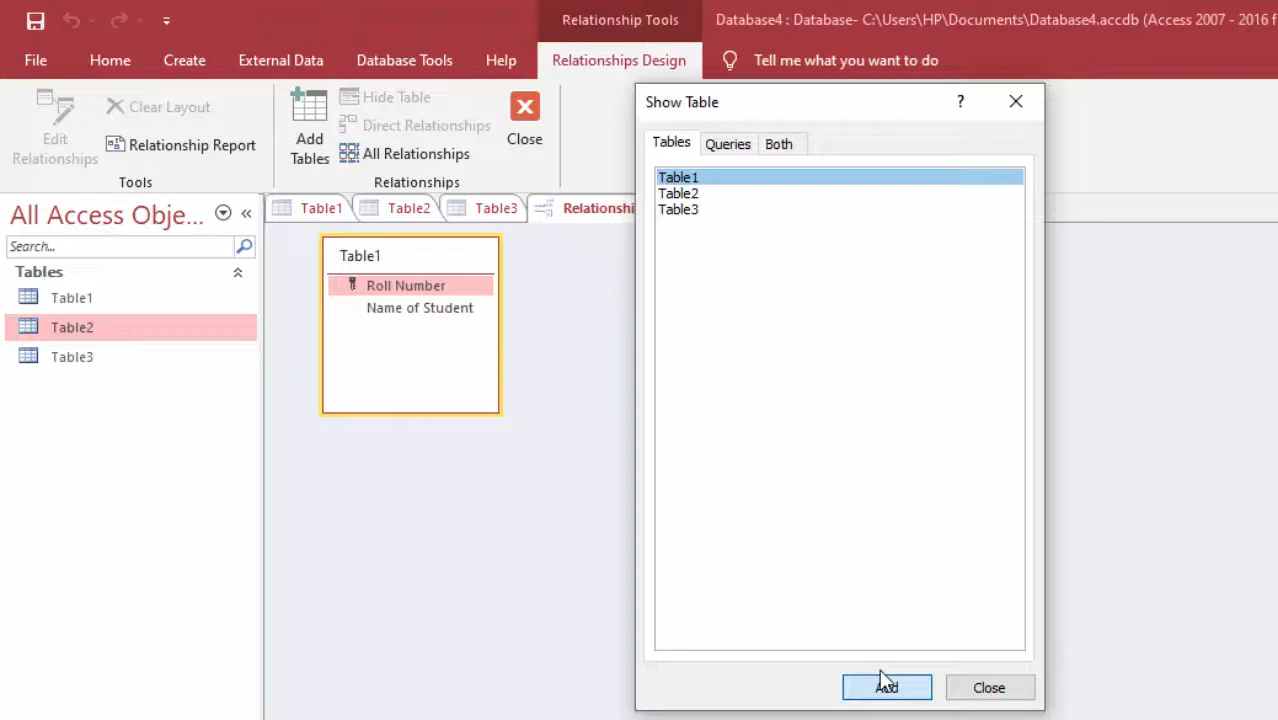 Relationship Tools
Database4 : Database- C:\Users\HP\Documents\Database4.accdb (Access 2007 - 2016 f
File Home Create External Data Database Tools Help Relationships Design Tell me what you want to do
Edit Relationships
Clear Layout
Relationship Report
Tools
Add Tables
Hide Table
Direct Relationships
All Relationships
Relationships
Close
All Access Obje...
Search...
Tables
Table1
Table2
Table3
Table1 Table2 Table3 Relationshi
Table1
Roll Number
Name of Student
Show Table ?
Tables Queries Both
Table1
Table2
Table3
Add Close